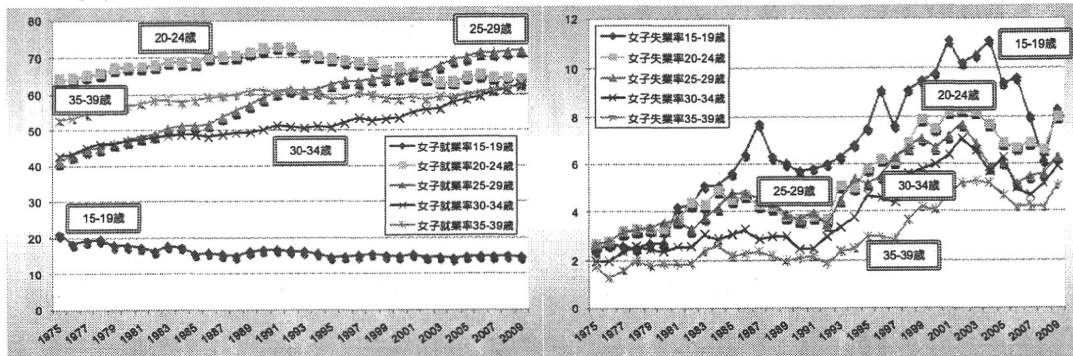 80
70
60
50
40
30
20
10
0
20-24歳
25-29歳
35-39歳
30-34歳
15-19歳
女子就業率15-19歳
女子就業率20-24歳
女子就業率25-29歳
女子就業率30-34歳
女子就業率35-39歳
1975
1977
1979
1981
1983
1985
1987
1989
1991
1993
1995
1997
1999
2001
2003
2005
2007
2009
12
10
8
6
4
2
0
女子失業率15-19歳
女子失業率20-24歳
女子失業率25-29歳
女子失業率30-34歳
女子失業率35-39歳
15-19歳
20-24歳
25-29歳
30-34歳
35-39歳
1975
1977
1979
1981
1983
1985
1987
1989
1991
1993
1995
1997
1999
2001
2003
2005
2007
2009